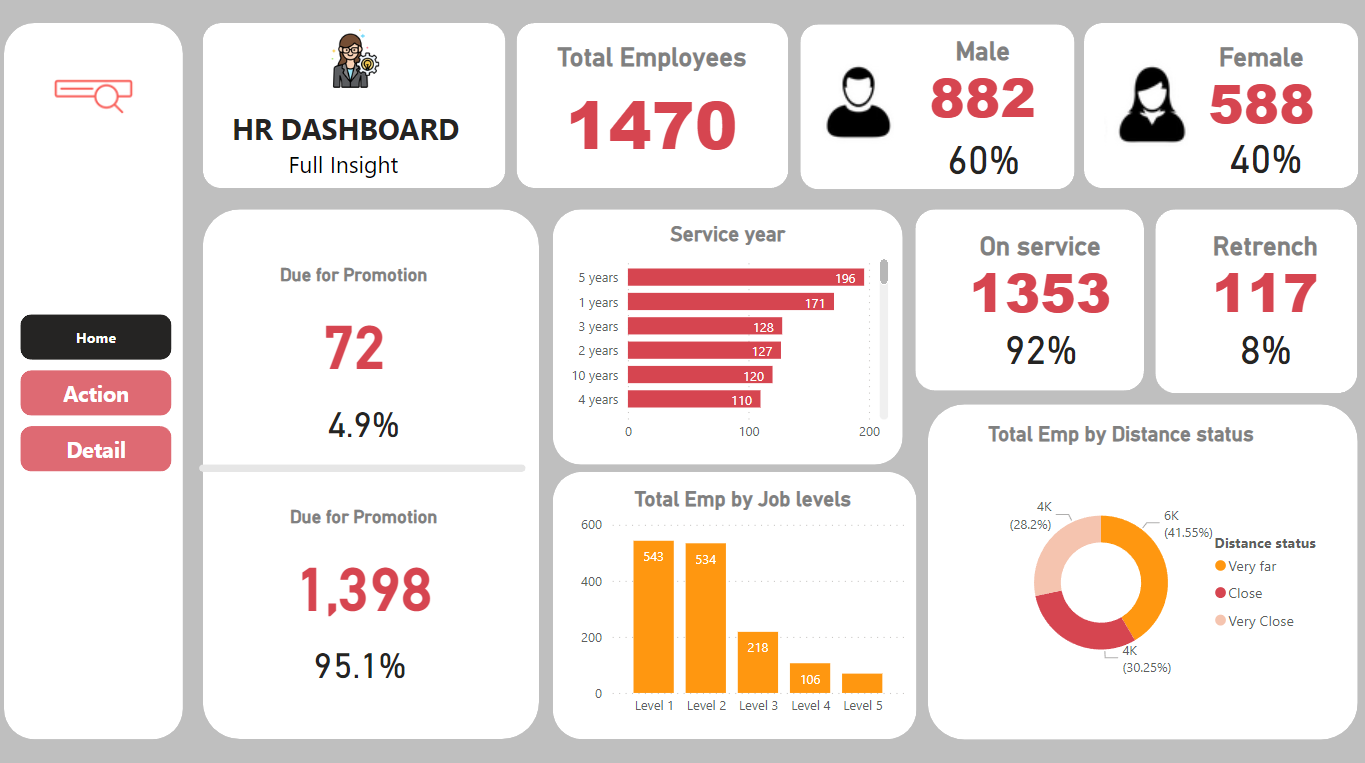 HR DASHBOARD
Full Insight
Total Employees
1470
Male
882
60%
Female
588
40%
Home
Action
Detail
Due for Promotion
72
4.9%
Due for Promotion
1,398
95.1%
Service year
5 years 196
1 years 171
3 years 128
2 years 127
10 years 120
4 years 110
0 100 200
On service
1353
92%
Retrench
117
8%
Total Emp by Job levels
600
400
200
0
543
534
218
106
Level 1 Level 2 Level 3 Level 4 Level 5
Total Emp by Distance status
4K
(28.2%)
6K
(41.55%)
4K
(30.25%)
Distance status
Very far
Close
Very Close